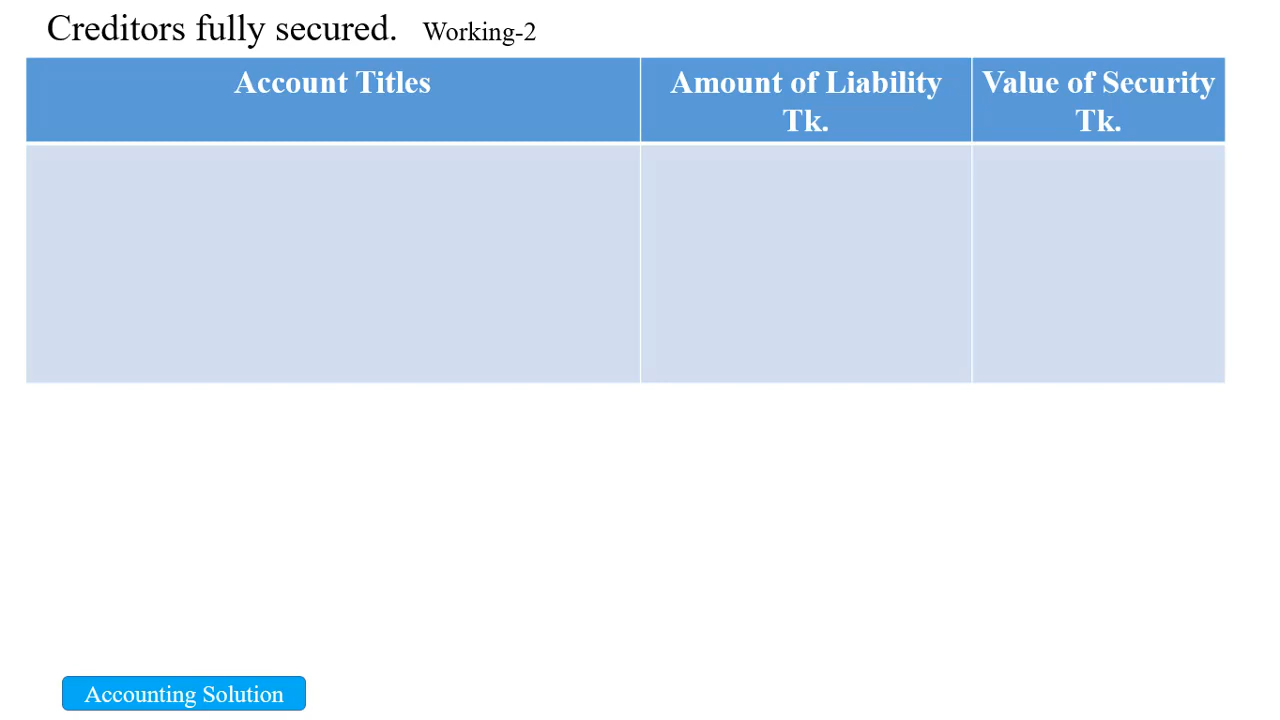 Creditors fully secured. Working-2
Account Titles
Amount of Liability
Tk.
Value of Security
Tk.
Accounting Solution